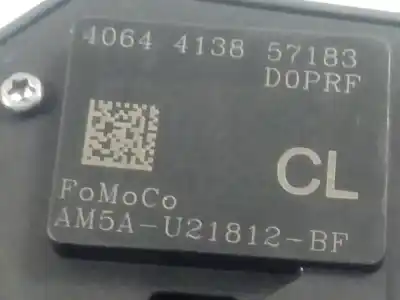 4064 4138 57183
D0PRF
CL
FoMoCo
AM5A-U21812-BF